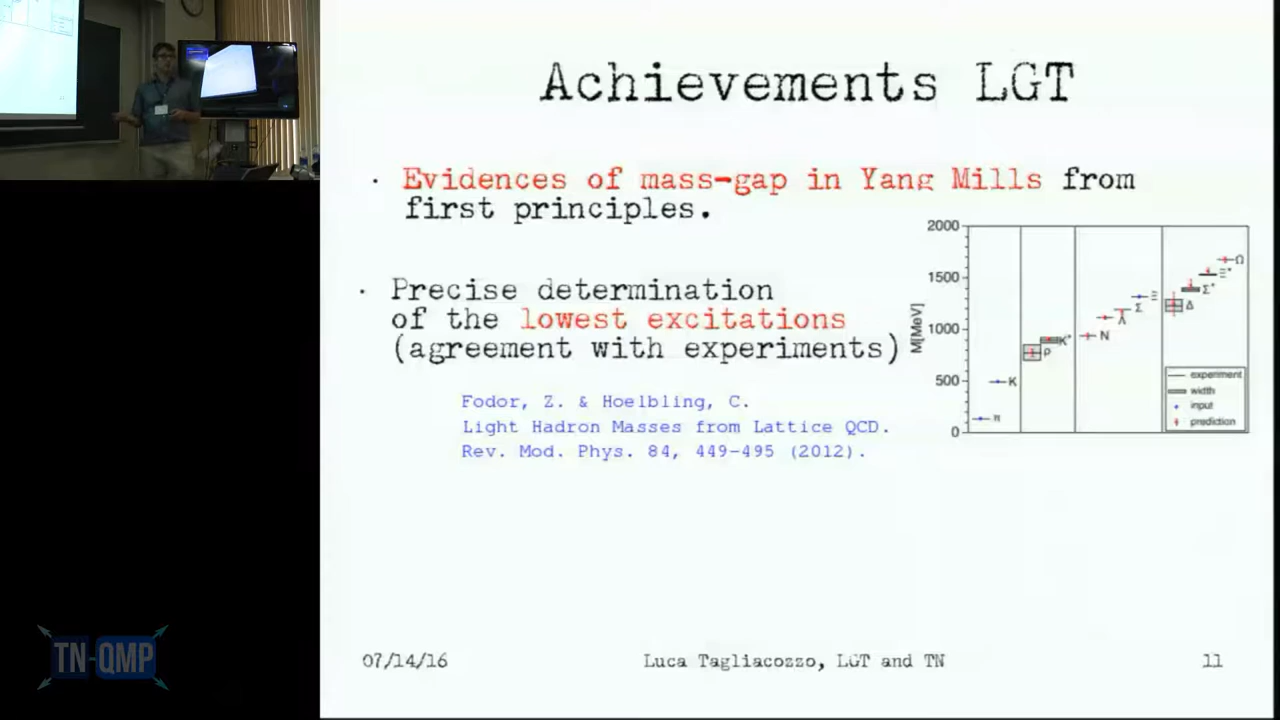 Achievements LGT
· Evidences of mass-gap in Yang Mills from
first principles.
· Precise determination
of the lowest excitations
(agreement with experiments)
Fodor, Z. & Hoelbling, C.
Light Hadron Masses from Lattice QCD.
Rev. Mod. Phys. 84, 449-495 (2012).
2000
1500
1000
500
0
M[MeV]
π
K
ρ
K*
N
Λ
Σ
Ξ
Δ
Σ*
Ξ*
Ω
experiment
width
input
prediction
07/14/16
Luca Tagliacozzo, LGT and TN
11
TN-QMP